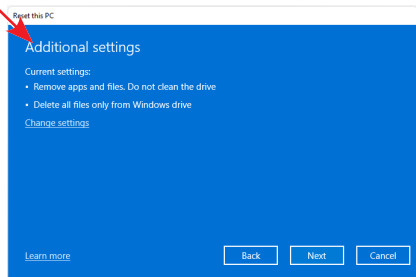 Reset this PC
Additional settings
Current settings:
• Remove apps and files. Do not clean the drive
• Delete all files only from Windows drive
Change settings
Learn more
Back
Next
Cancel